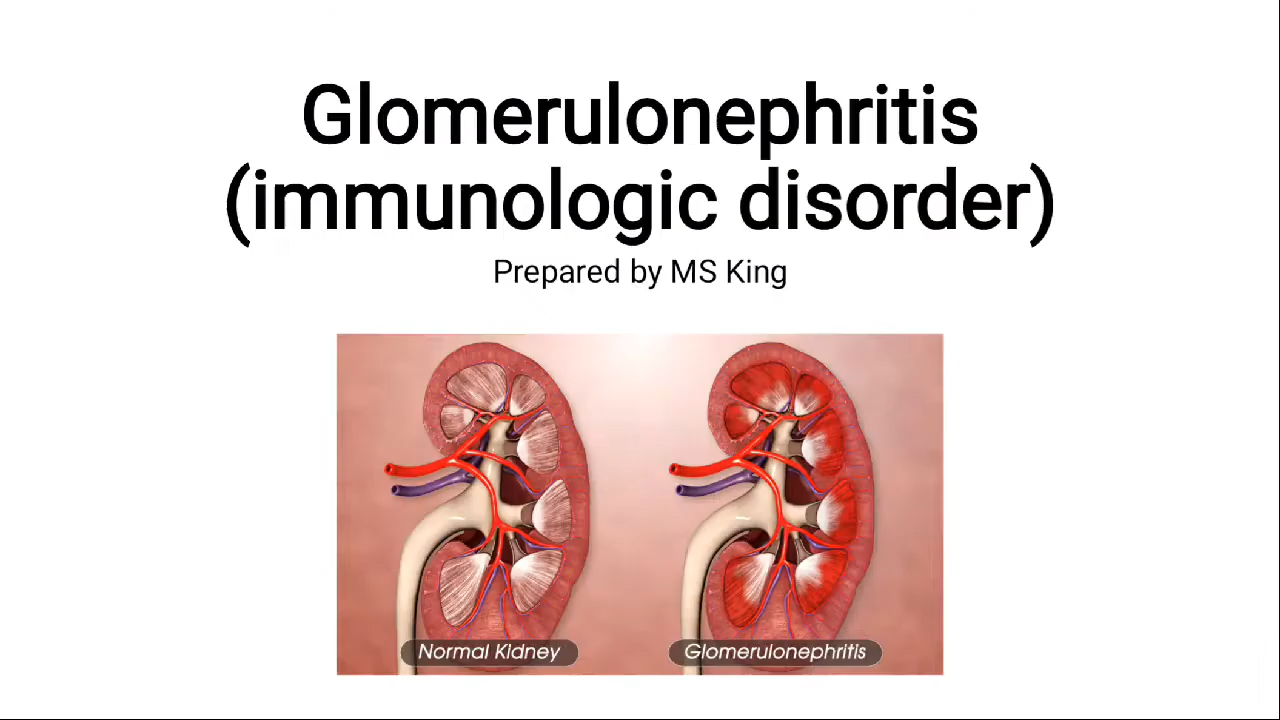 Glomerulonephritis
(immunologic disorder)
Prepared by MS King
Normal Kidney
Glomerulonephritis